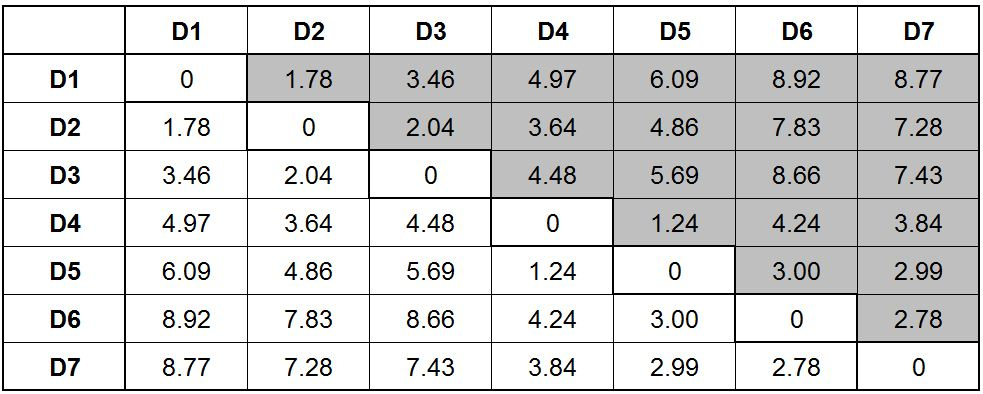 D1 D2 D3 D4 D5 D6 D7
D1 0 1.78 3.46 4.97 6.09 8.92 8.77
D2 1.78 0 2.04 3.64 4.86 7.83 7.28
D3 3.46 2.04 0 4.48 5.69 8.66 7.43
D4 4.97 3.64 4.48 0 1.24 4.24 3.84
D5 6.09 4.86 5.69 1.24 0 3.00 2.99
D6 8.92 7.83 8.66 4.24 3.00 0 2.78
D7 8.77 7.28 7.43 3.84 2.99 2.78 0